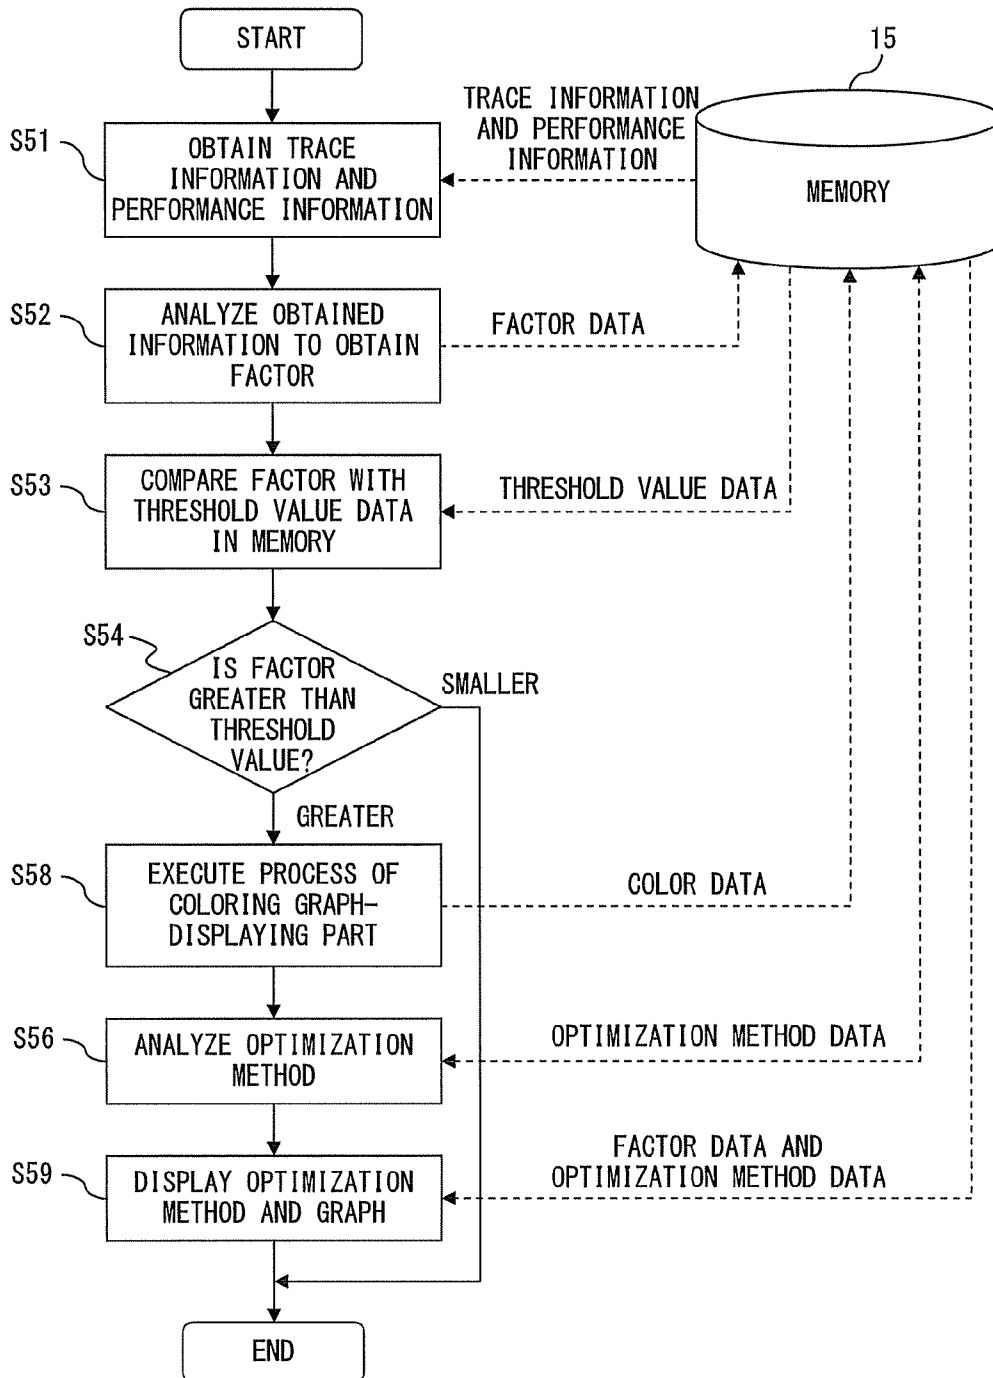 START
15
TRACE INFORMATION
AND PERFORMANCE
INFORMATION
S51
OBTAIN TRACE
INFORMATION AND
PERFORMANCE INFORMATION
MEMORY
S52
ANALYZE OBTAINED
INFORMATION TO OBTAIN
FACTOR
FACTOR DATA
S53
COMPARE FACTOR WITH
THRESHOLD VALUE DATA
IN MEMORY
THRESHOLD VALUE DATA
S54
IS FACTOR
GREATER THAN
THRESHOLD
VALUE?
SMALLER
GREATER
S58
EXECUTE PROCESS OF
COLORING GRAPH-
DISPLAYING PART
COLOR DATA
S56
ANALYZE OPTIMIZATION
METHOD
OPTIMIZATION METHOD DATA
S59
DISPLAY OPTIMIZATION
METHOD AND GRAPH
FACTOR DATA AND
OPTIMIZATION METHOD DATA
END